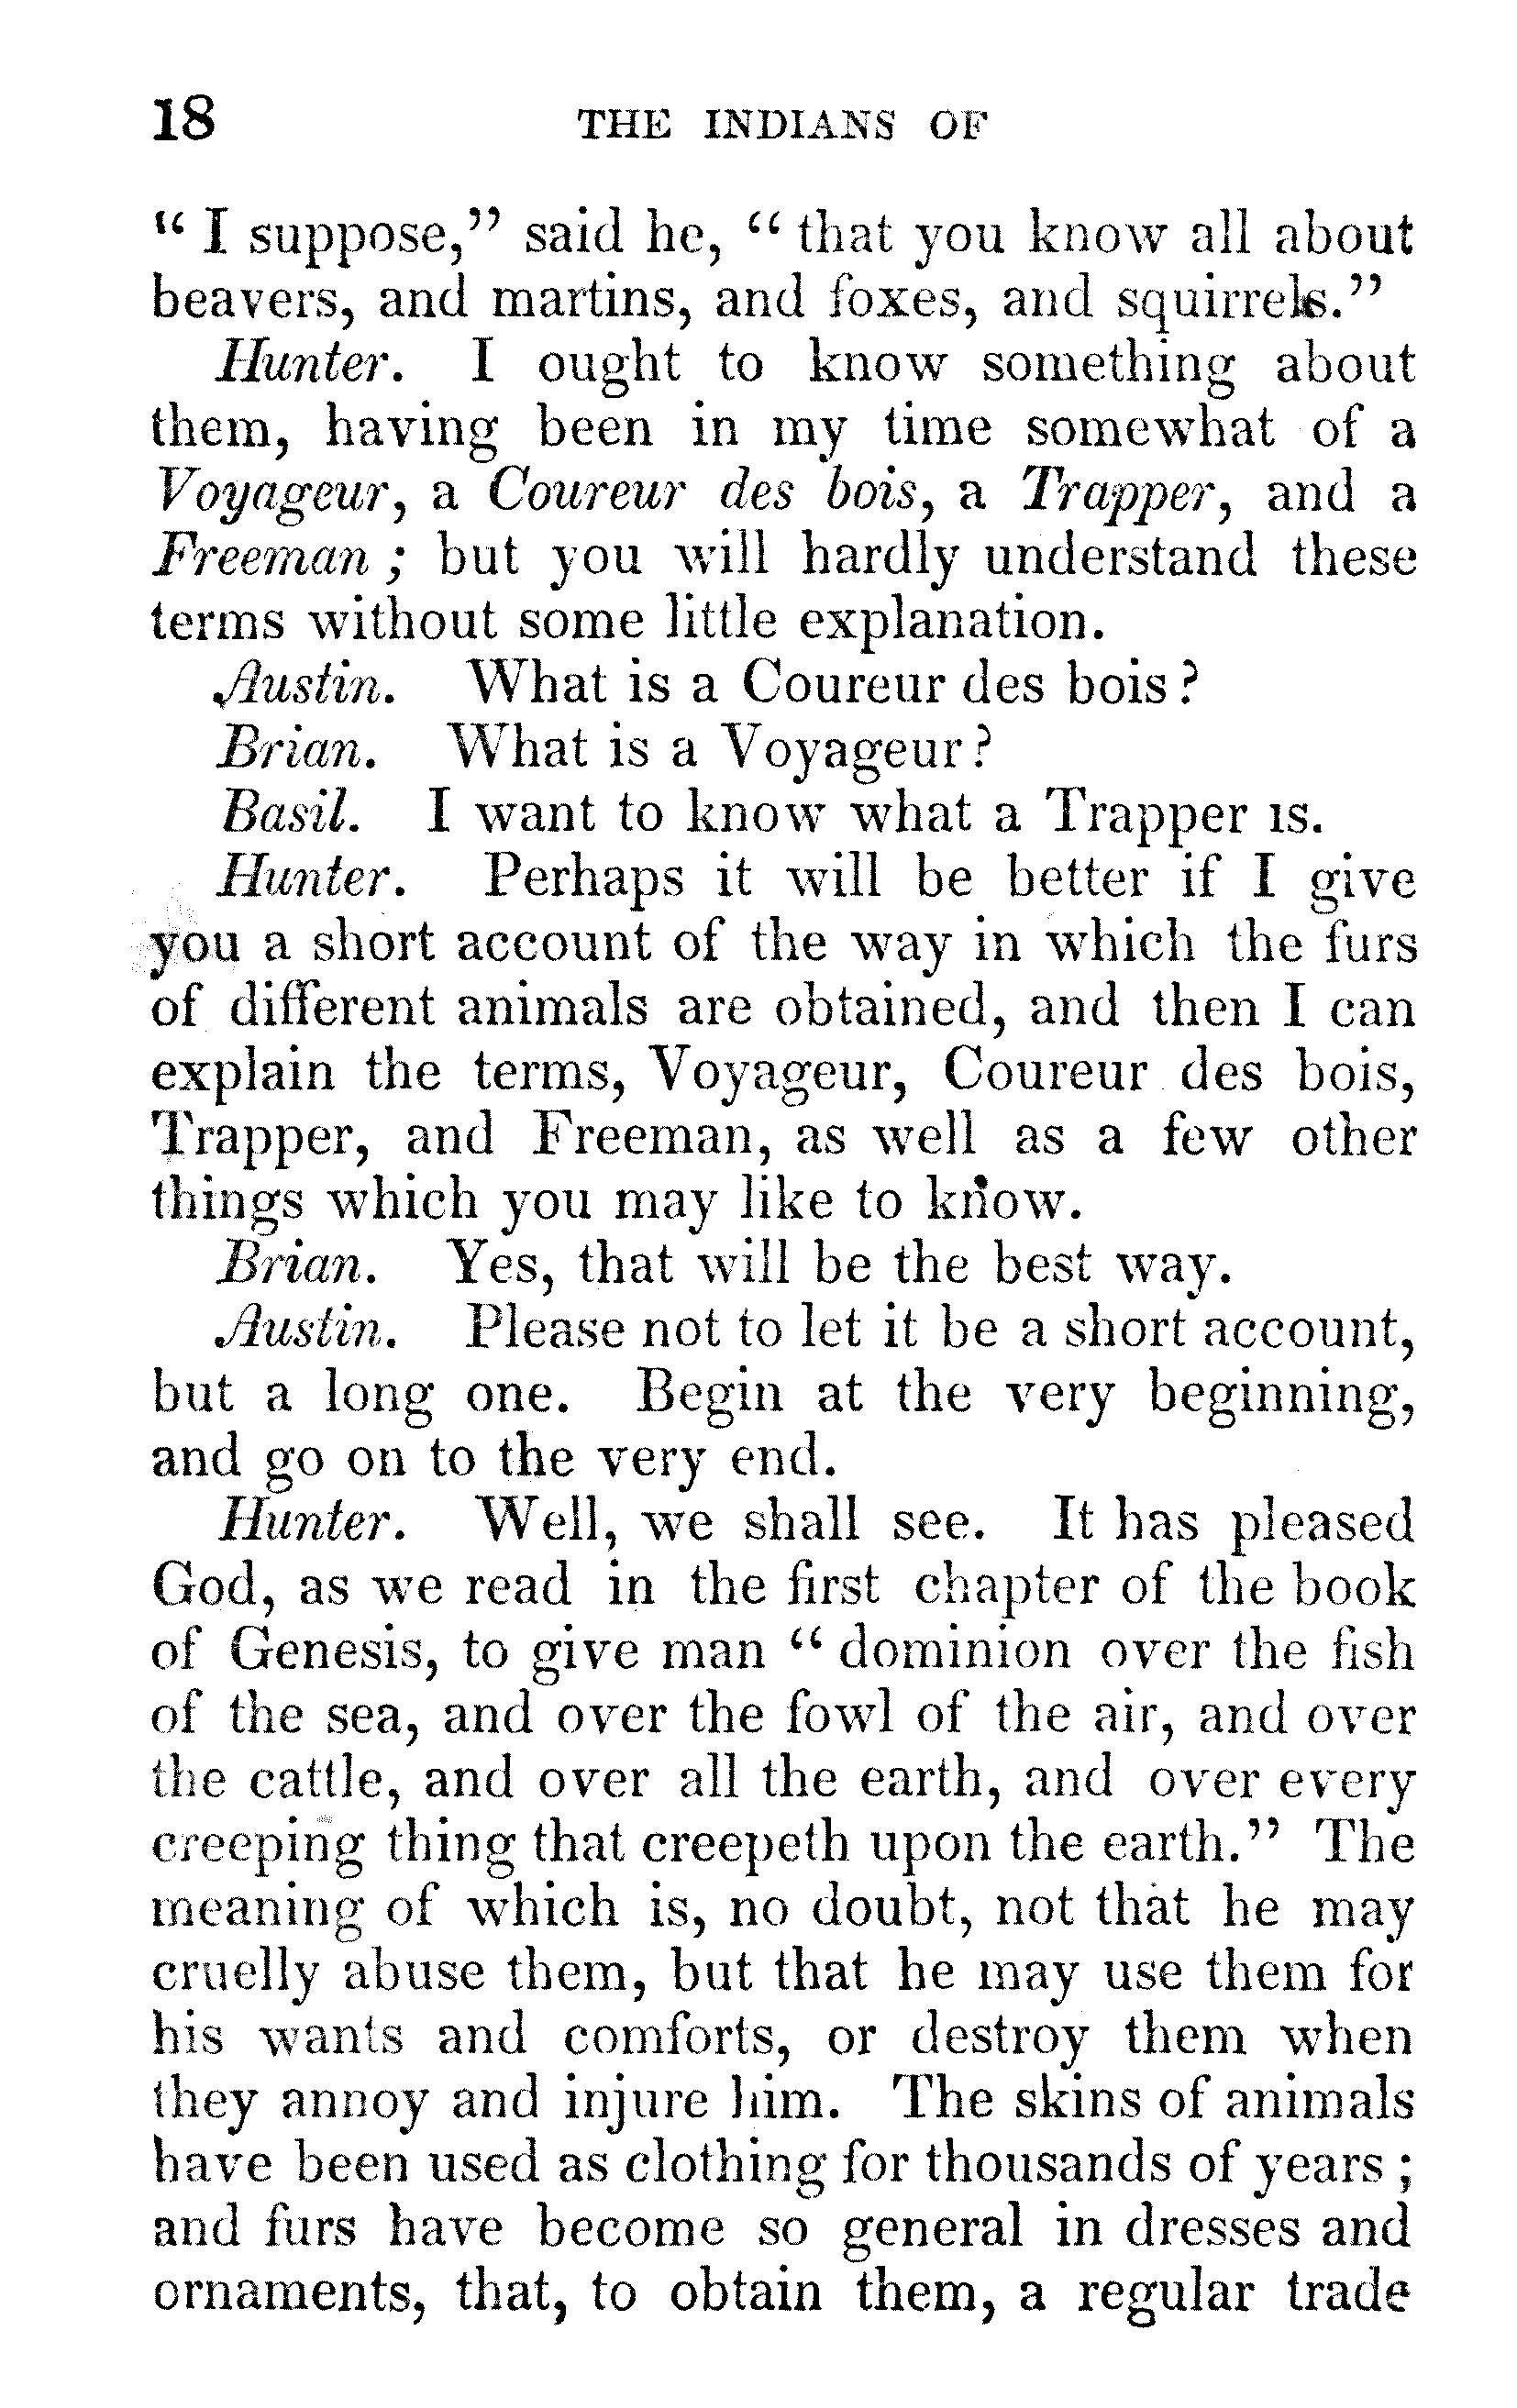 18 THE INDIANS OF
“ I suppose,” said he, “ that you know all about
beavers, and martins, and foxes, and squirrels.”
Hunter. I ought to know something about
them, having been in my time somewhat of a
Voyageur, a Coureur des bois, a Trapper, and a
Freeman ; but you will hardly understand these
terms without some little explanation.
Austin. What is a Coureur des bois ?
Brian. What is a Voyageur ?
Basil. I want to know what a Trapper is.
Hunter. Perhaps it will be better if I give
you a short account of the way in which the furs
of different animals are obtained, and then I can
explain the terms, Voyageur, Coureur des bois,
Trapper, and Freeman, as well as a few other
things which you may like to know.
Brian. Yes, that will be the best way.
Austin. Please not to let it be a short account,
but a long one. Begin at the very beginning,
and go on to the very end.
Hunter. Well, we shall see. It has pleased
God, as we read in the first chapter of the book
of Genesis, to give man “ dominion over the fish
of the sea, and over the fowl of the air, and over
the cattle, and over all the earth, and over every
creeping thing that creepeth upon the earth.” The
meaning of which is, no doubt, not that he may
cruelly abuse them, but that he may use them for
his wants and comforts, or destroy them when
they annoy and injure him. The skins of animals
have been used as clothing for thousands of years ;
and furs have become so general in dresses and
ornaments, that, to obtain them, a regular trade